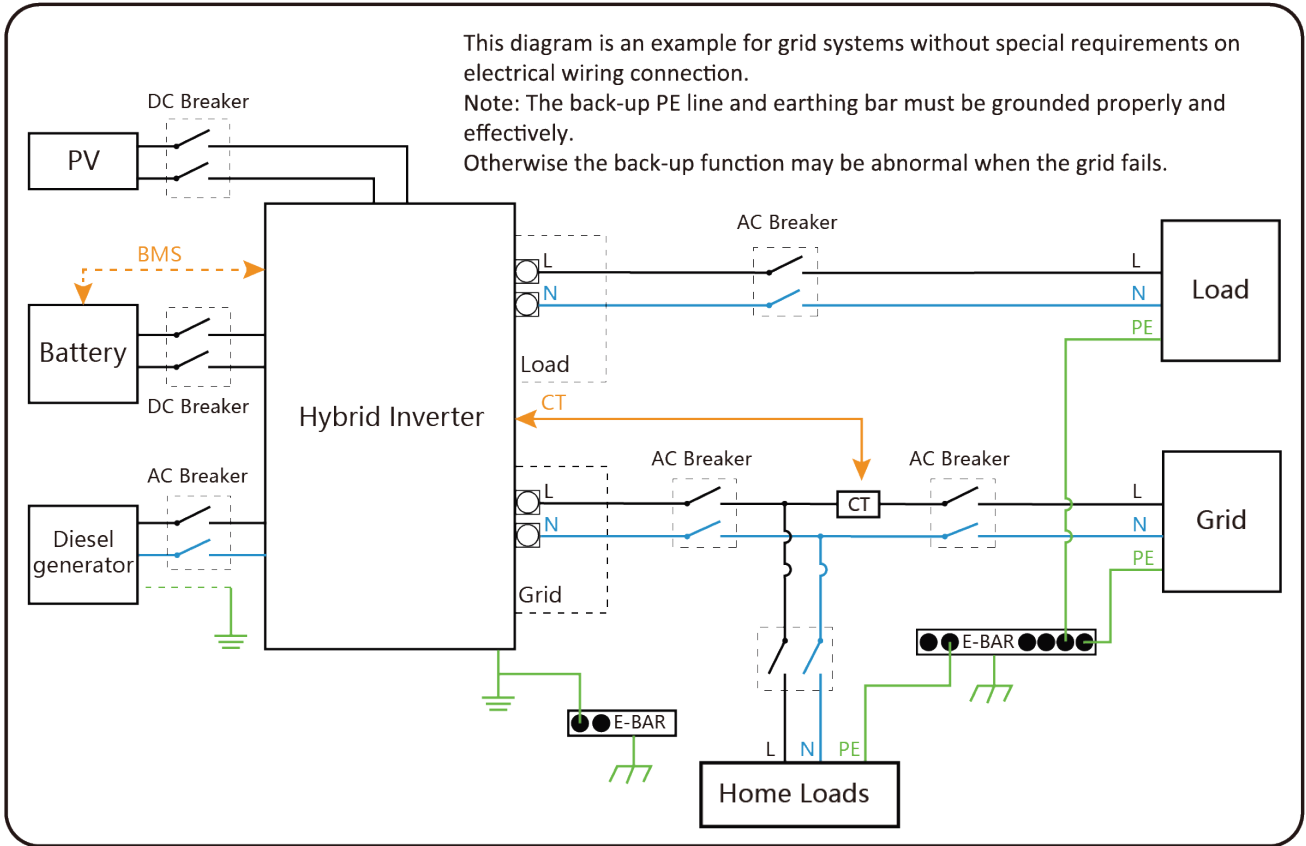 This diagram is an example for grid systems without special requirements on
electrical wiring connection.
Note: The back-up PE line and earthing bar must be grounded properly and
effectively.
Otherwise the back-up function may be abnormal when the grid fails.
DC Breaker
PV
AC Breaker
BMS
L
L
N
N
Load
PE
Battery
Load
DC Breaker
CT
Hybrid Inverter
AC Breaker
AC Breaker
AC Breaker
L
CT
L
N
N
Grid
Diesel
generator
PE
Grid
E-BAR
E-BAR
L
N
PE
Home Loads